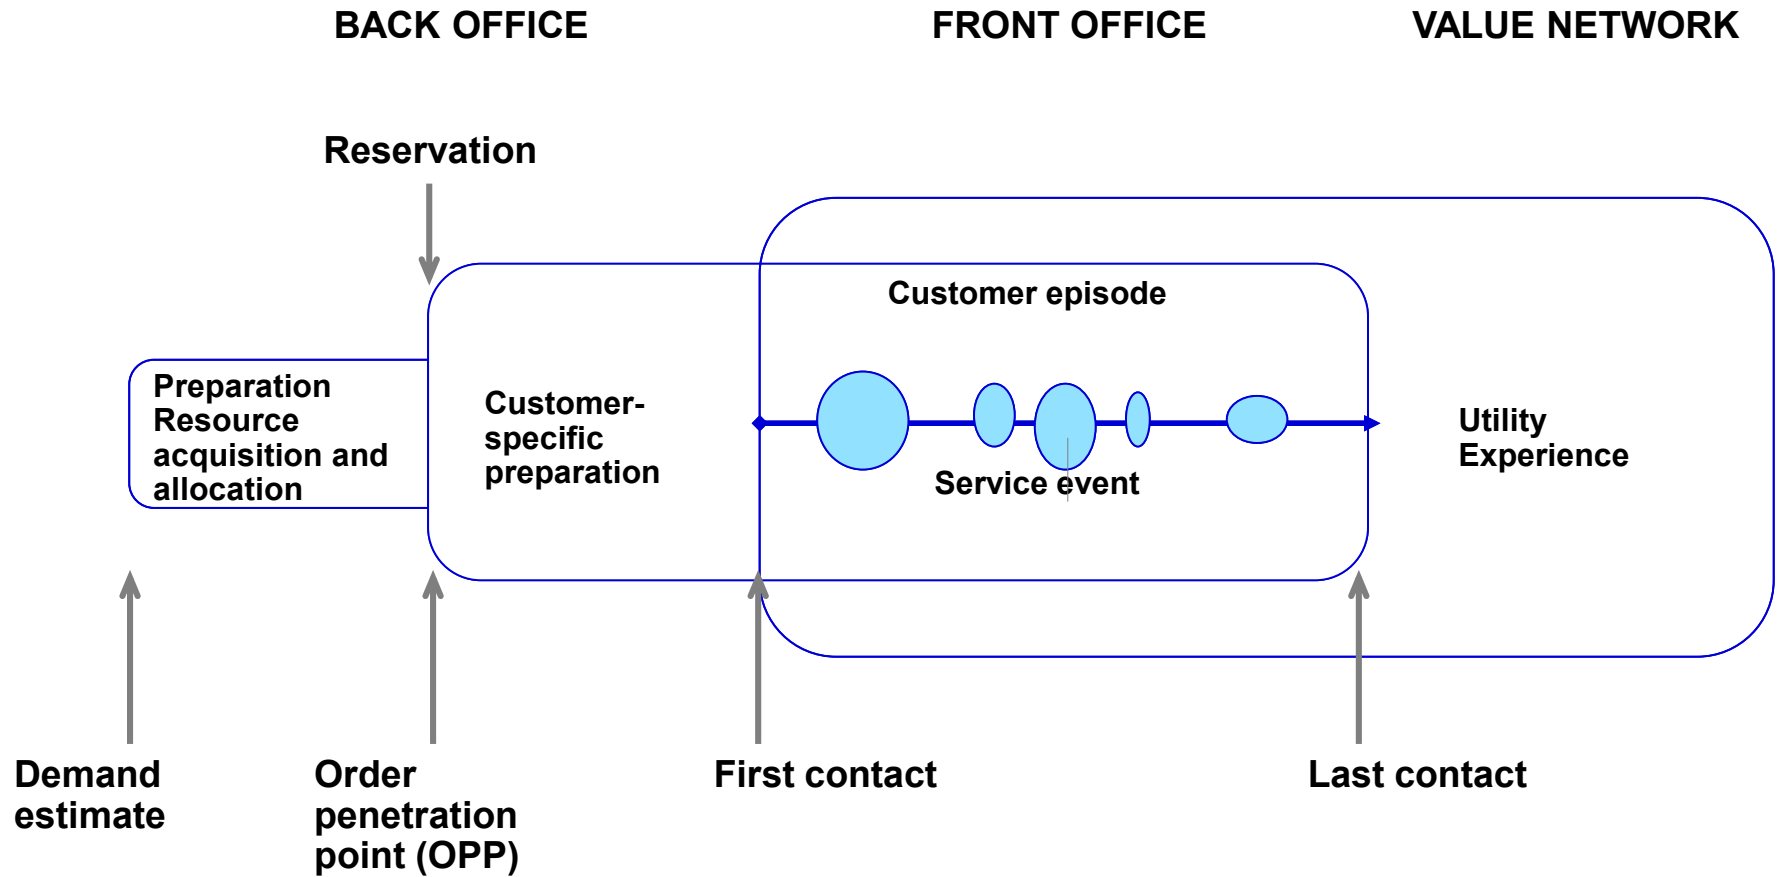 BACK OFFICE
FRONT OFFICE
VALUE NETWORK
Reservation
Customer episode
Preparation
Resource
acquisition and
allocation
Customer-
specific
preparation
Service event
Utility
Experience
Demand
estimate
Order
penetration
point (OPP)
First contact
Last contact